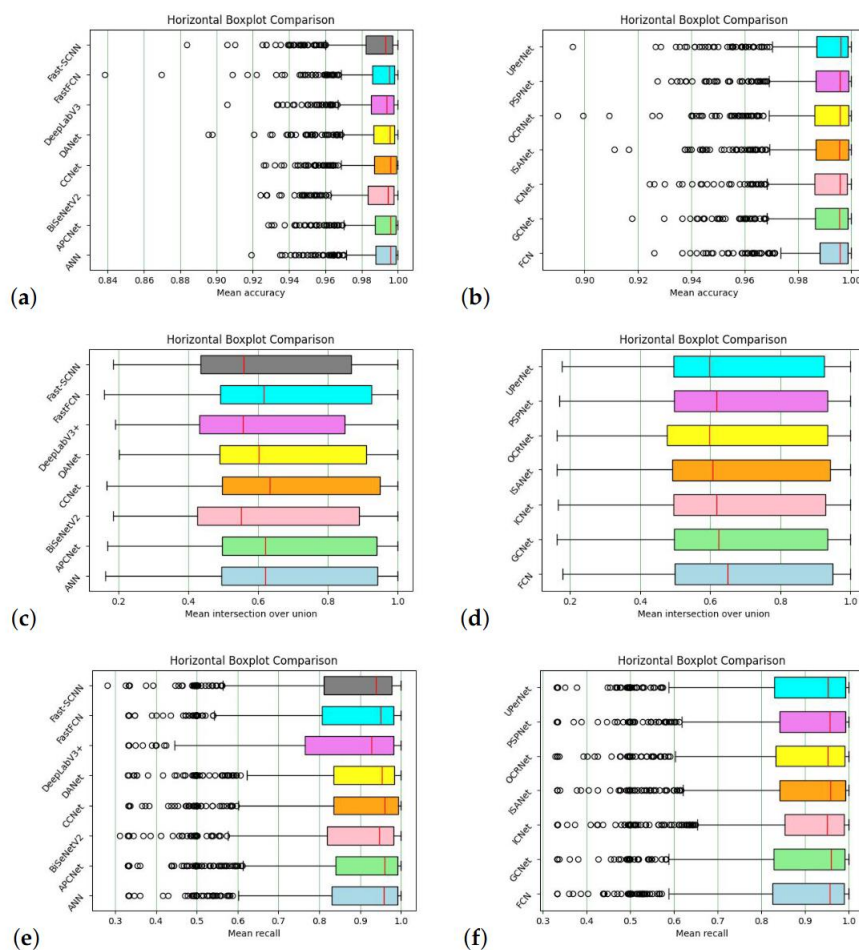 Horizontal Boxplot Comparison
Fast-SCNN
FastFCN
DeepLabV3
DANet
CCNet
BiSeNetV2
APCNet
ANN
0.84 0.86 0.88 0.90 0.92 0.94 0.96 0.98 1.00
Mean accuracy
(a)
Horizontal Boxplot Comparison
UPerNet
PSPNet
OCRNet
ISANet
ICNet
GCNet
FCN
0.90 0.92 0.94 0.96 0.98 1.00
Mean accuracy
(b)
Horizontal Boxplot Comparison
Fast-SCNN
FastFCN
DeepLabV3+
DANet
CCNet
BiSeNetV2
APCNet
ANN
0.2 0.4 0.6 0.8 1.0
Mean intersection over union
(c)
Horizontal Boxplot Comparison
UPerNet
PSPNet
OCRNet
ISANet
ICNet
GCNet
FCN
0.2 0.4 0.6 0.8 1.0
Mean intersection over union
(d)
Horizontal Boxplot Comparison
Fast-SCNN
FastFCN
DeepLabV3+
DANet
CCNet
BiSeNetV2
APCNet
ANN
0.3 0.4 0.5 0.6 0.7 0.8 0.9 1.0
Mean recall
(e)
Horizontal Boxplot Comparison
UPerNet
PSPNet
OCRNet
ISANet
ICNet
GCNet
FCN
0.3 0.4 0.5 0.6 0.7 0.8 0.9 1.0
Mean recall
(f)